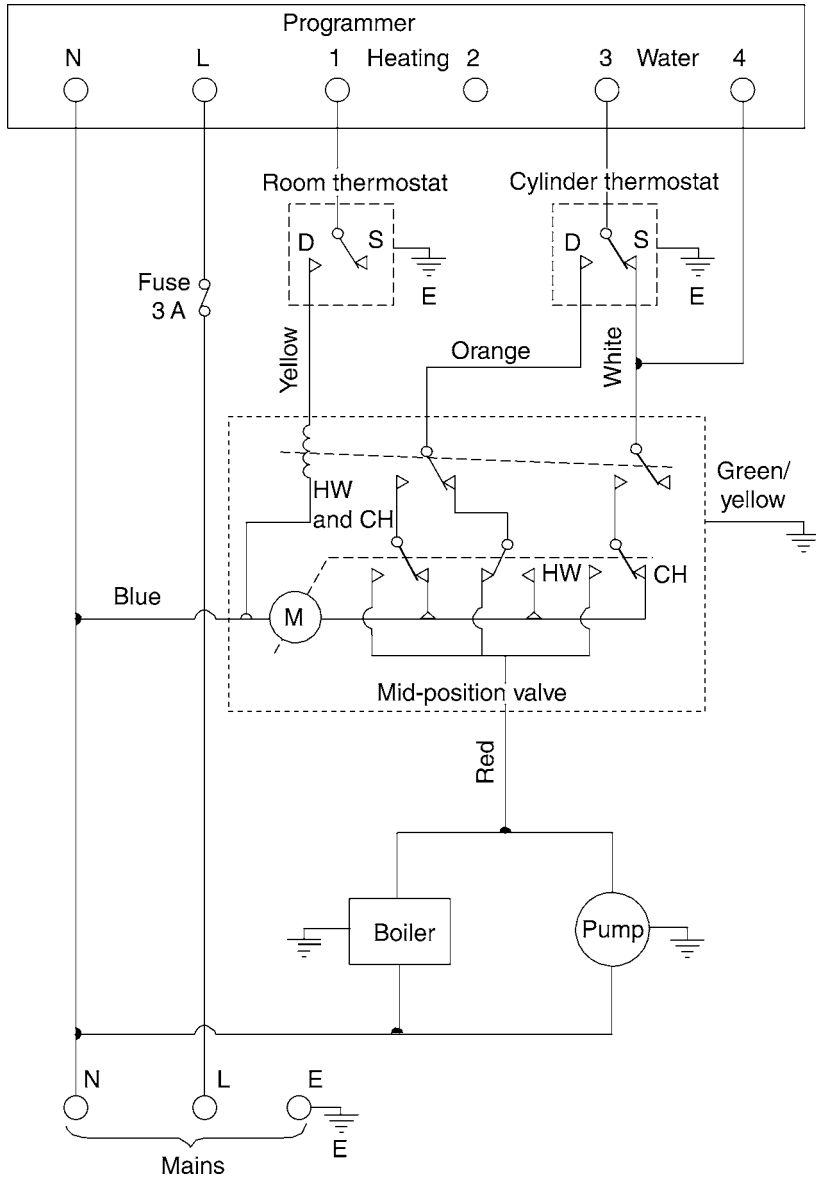 Programmer
N L 1 Heating 2 3 Water 4
Room thermostat
Cylinder thermostat
D S
E
D S
E
Fuse
3 A
Yellow
Orange
White
Green/
yellow
HW
and CH
HW
CH
Blue
M
Mid-position valve
Red
Boiler
Pump
N L E
E
Mains